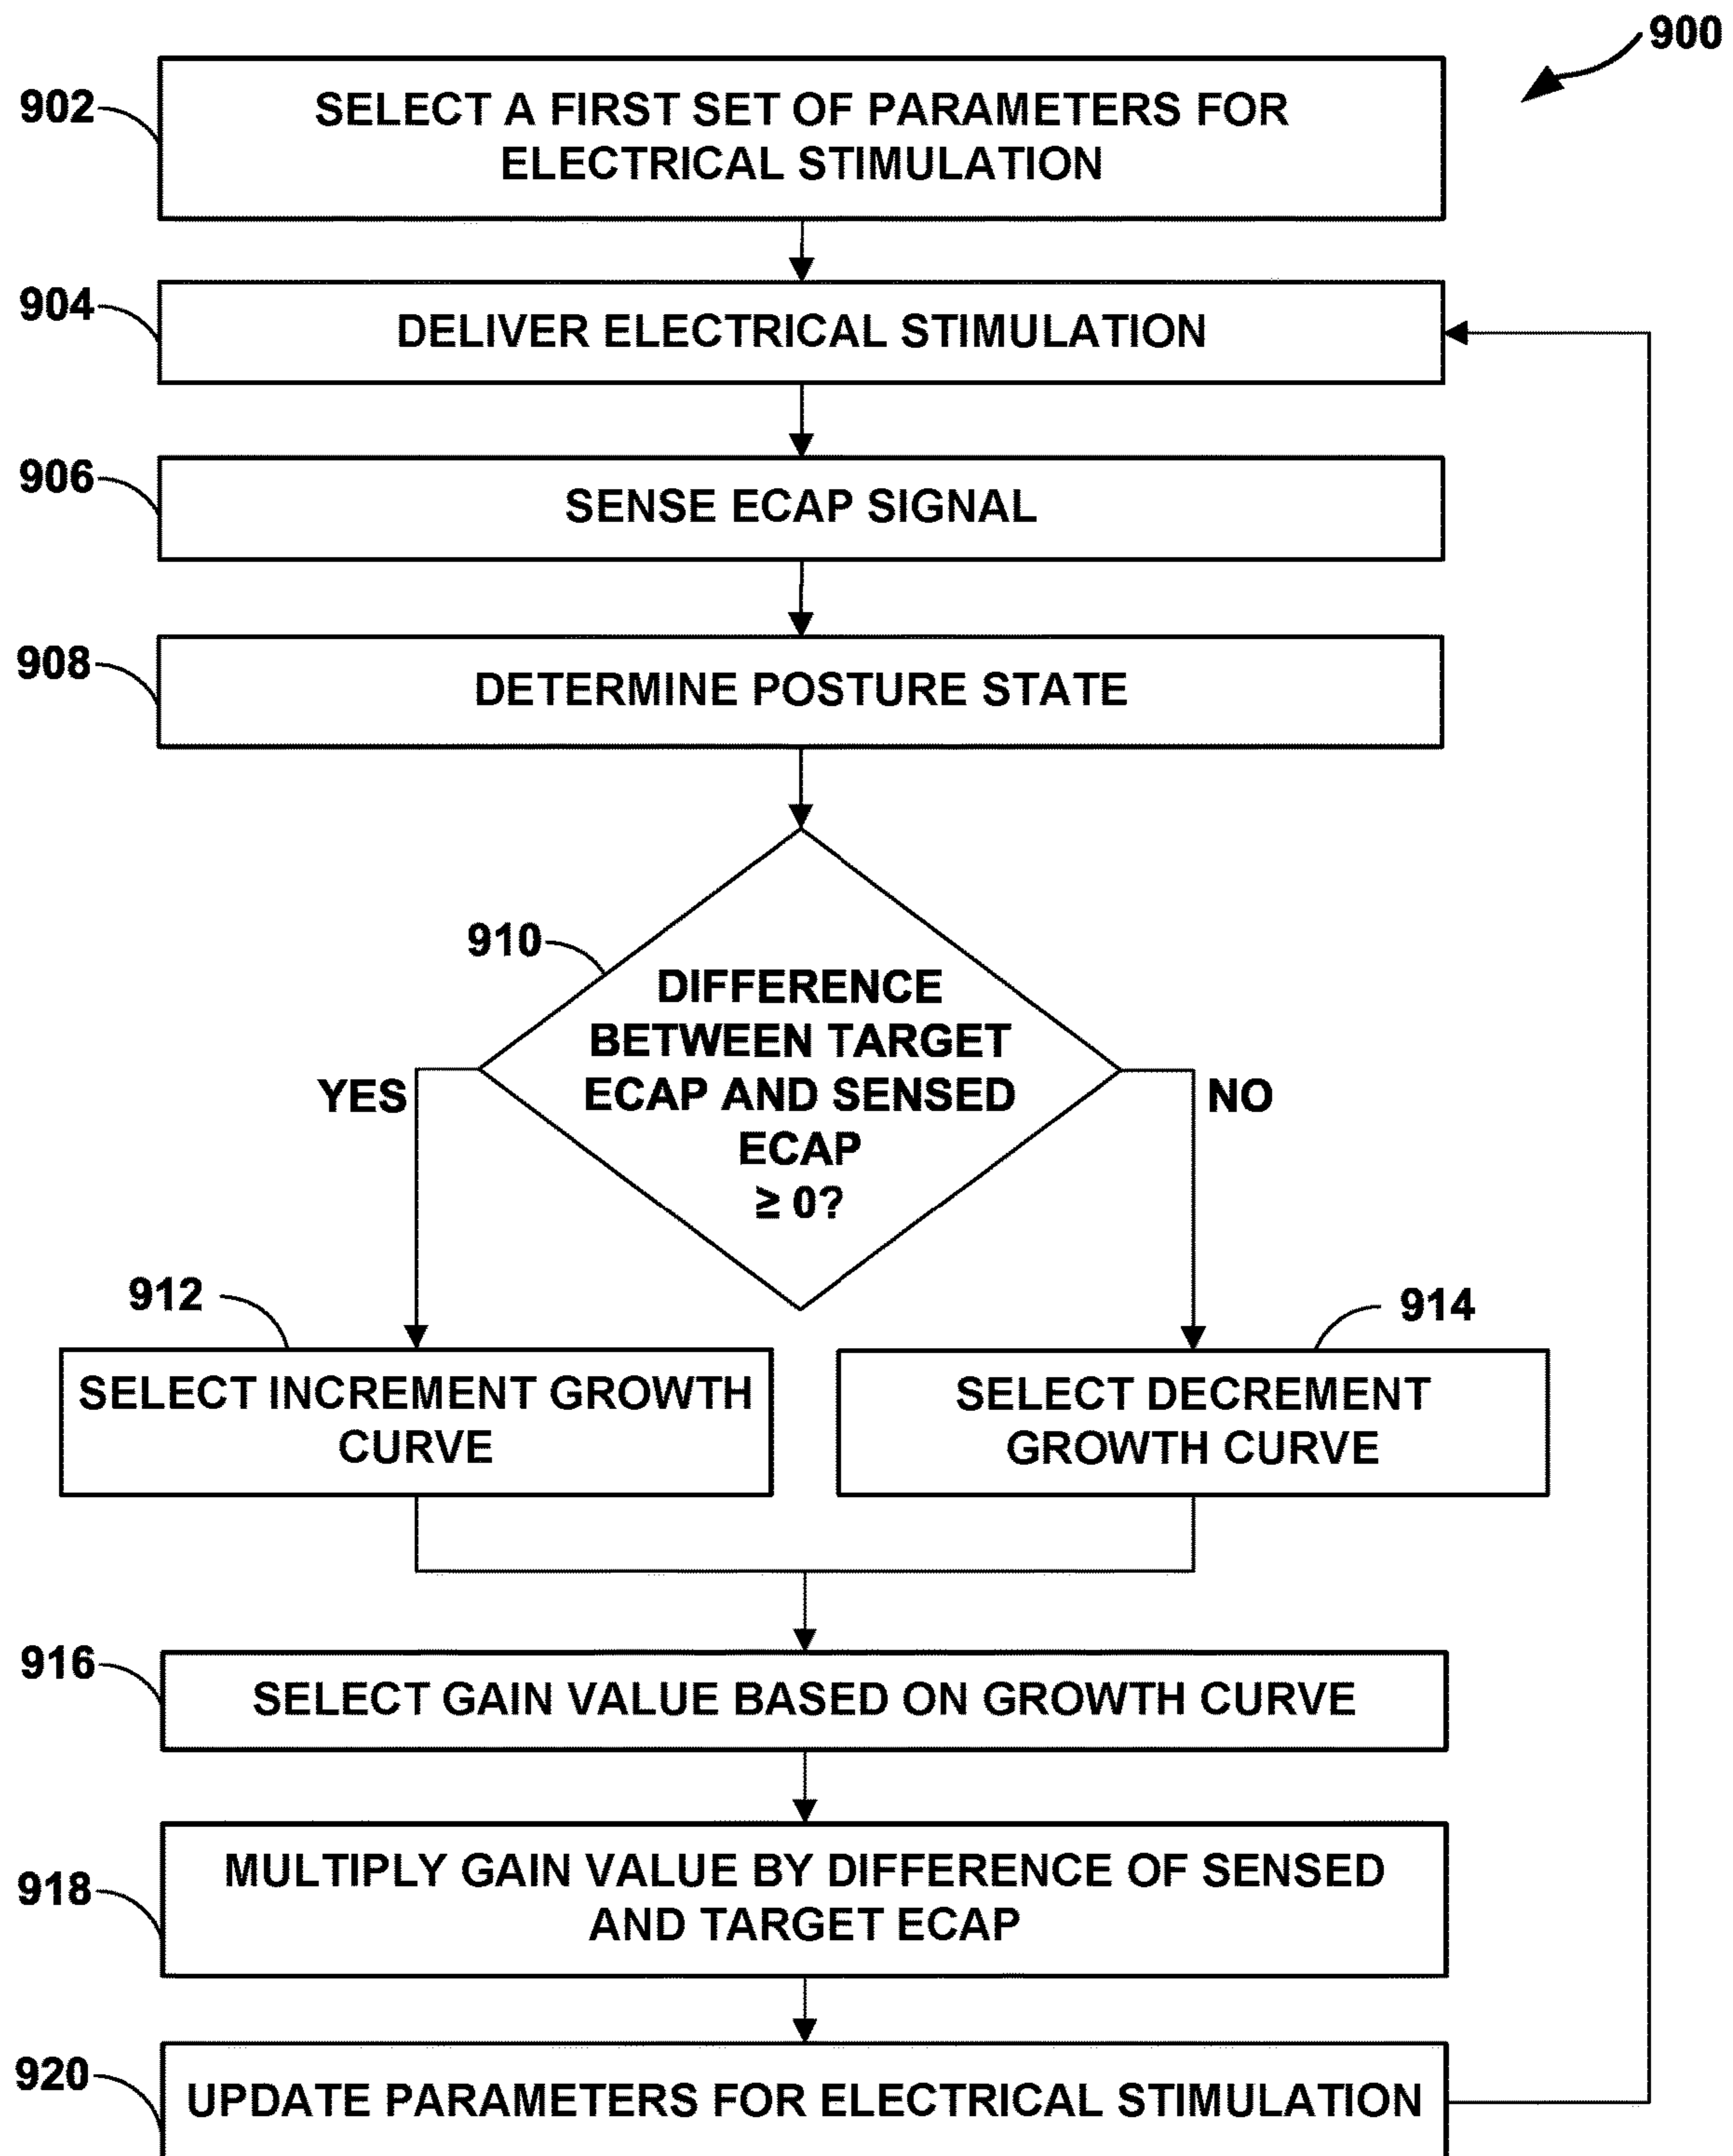 900
902
SELECT A FIRST SET OF PARAMETERS FOR
ELECTRICAL STIMULATION
904
DELIVER ELECTRICAL STIMULATION
906
SENSE ECAP SIGNAL
908
DETERMINE POSTURE STATE
910
DIFFERENCE
BETWEEN TARGET
ECAP AND SENSED
ECAP
≥ 0?
YES
NO
912
914
SELECT INCREMENT GROWTH
CURVE
SELECT DECREMENT
GROWTH CURVE
916
SELECT GAIN VALUE BASED ON GROWTH CURVE
918
MULTIPLY GAIN VALUE BY DIFFERENCE OF SENSED
AND TARGET ECAP
920
UPDATE PARAMETERS FOR ELECTRICAL STIMULATION